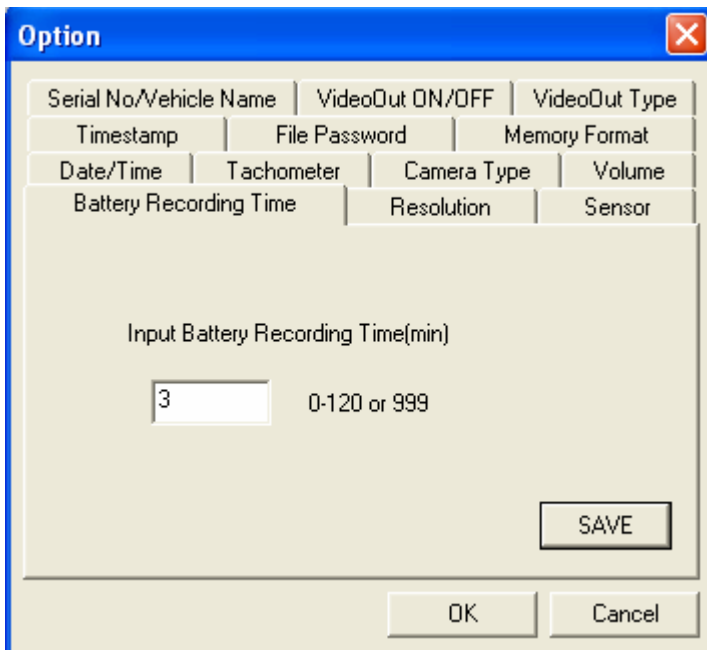 Option
Serial No/Vehicle Name VideoOut ON/OFF VideoOut Type
Timestamp File Password Memory Format
Date/Time Tachometer Camera Type Volume
Battery Recording Time Resolution Sensor
Input Battery Recording Time(min)
3 0-120 or 999
SAVE
OK Cancel